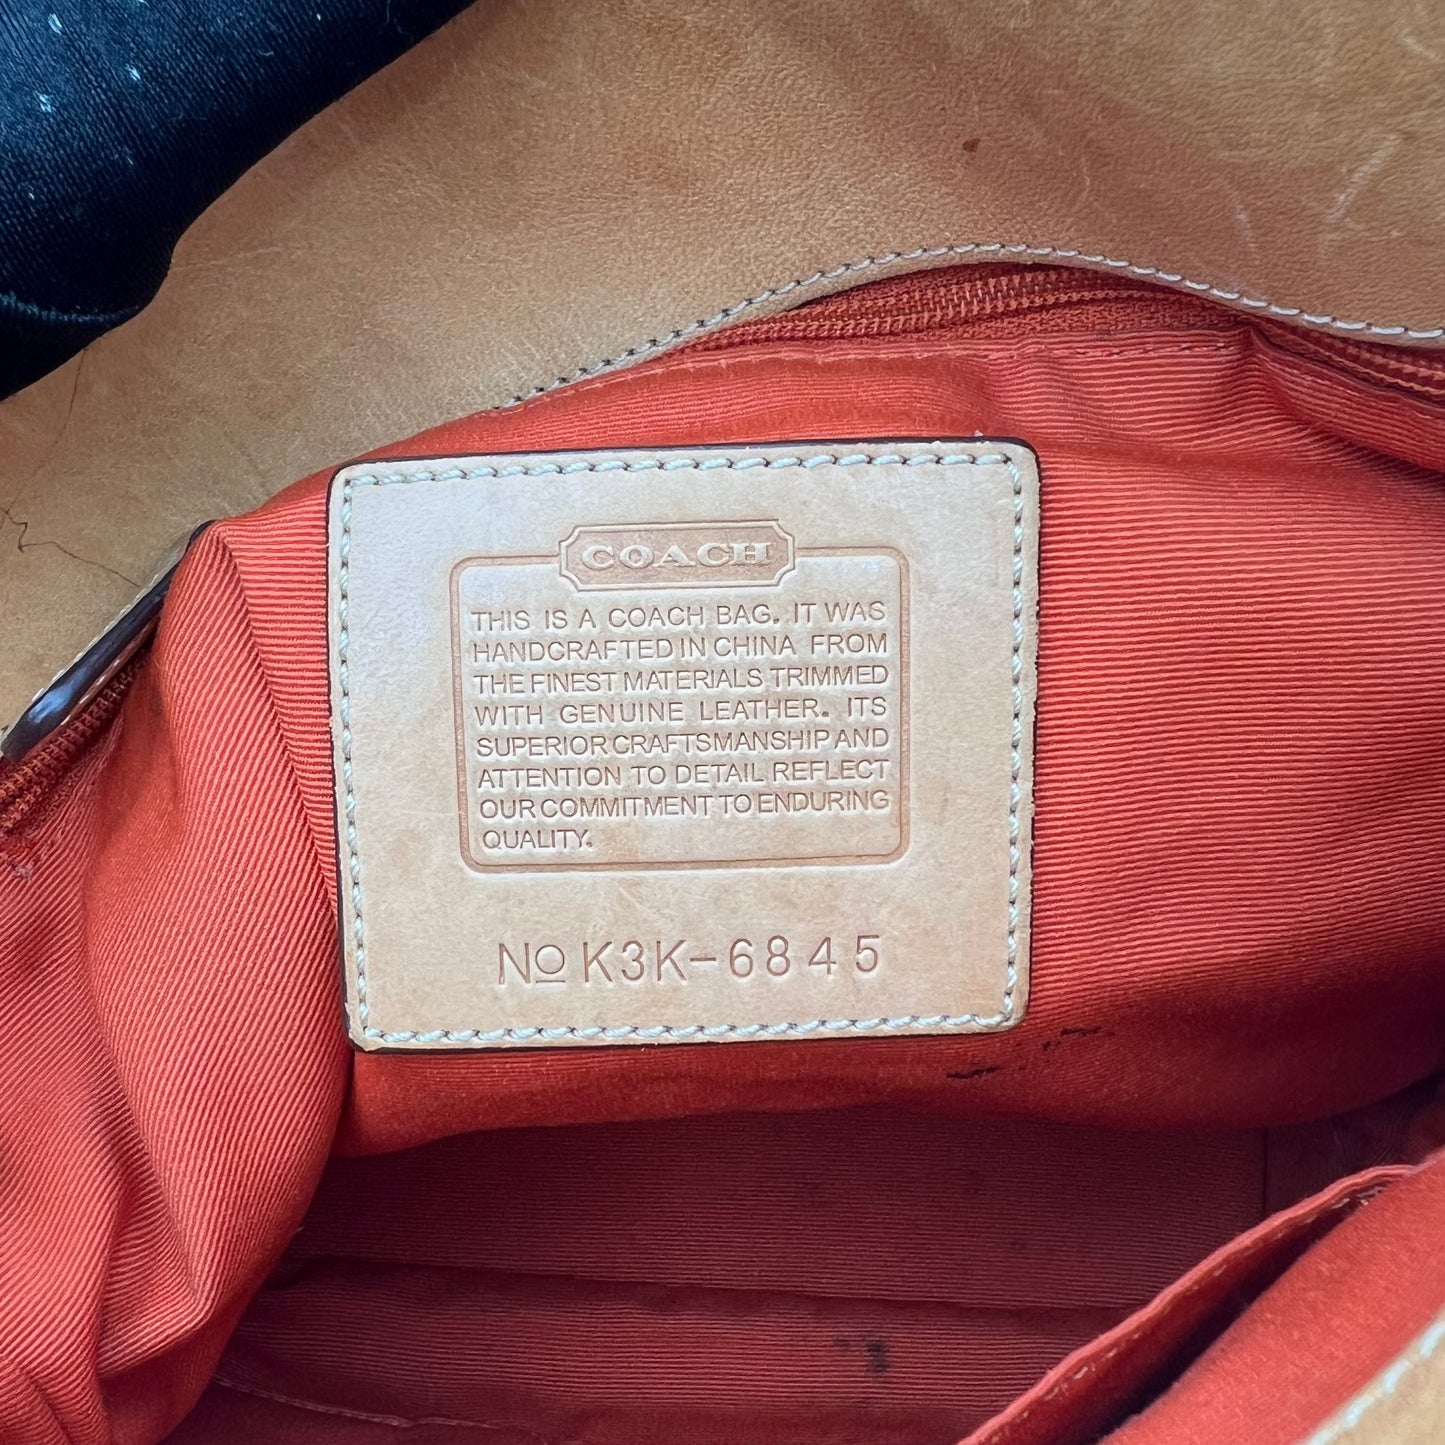 COACH
THIS IS A COACH BAG. IT WAS
HANDCRAFTED IN CHINA FROM
THE FINEST MATERIALS TRIMMED
WITH GENUINE LEATHER. ITS
SUPERIOR CRAFTSMANSHIP AND
ATTENTION TO DETAIL REFLECT
OUR COMMITMENT TO ENDURING
QUALITY.
No K3K-6845